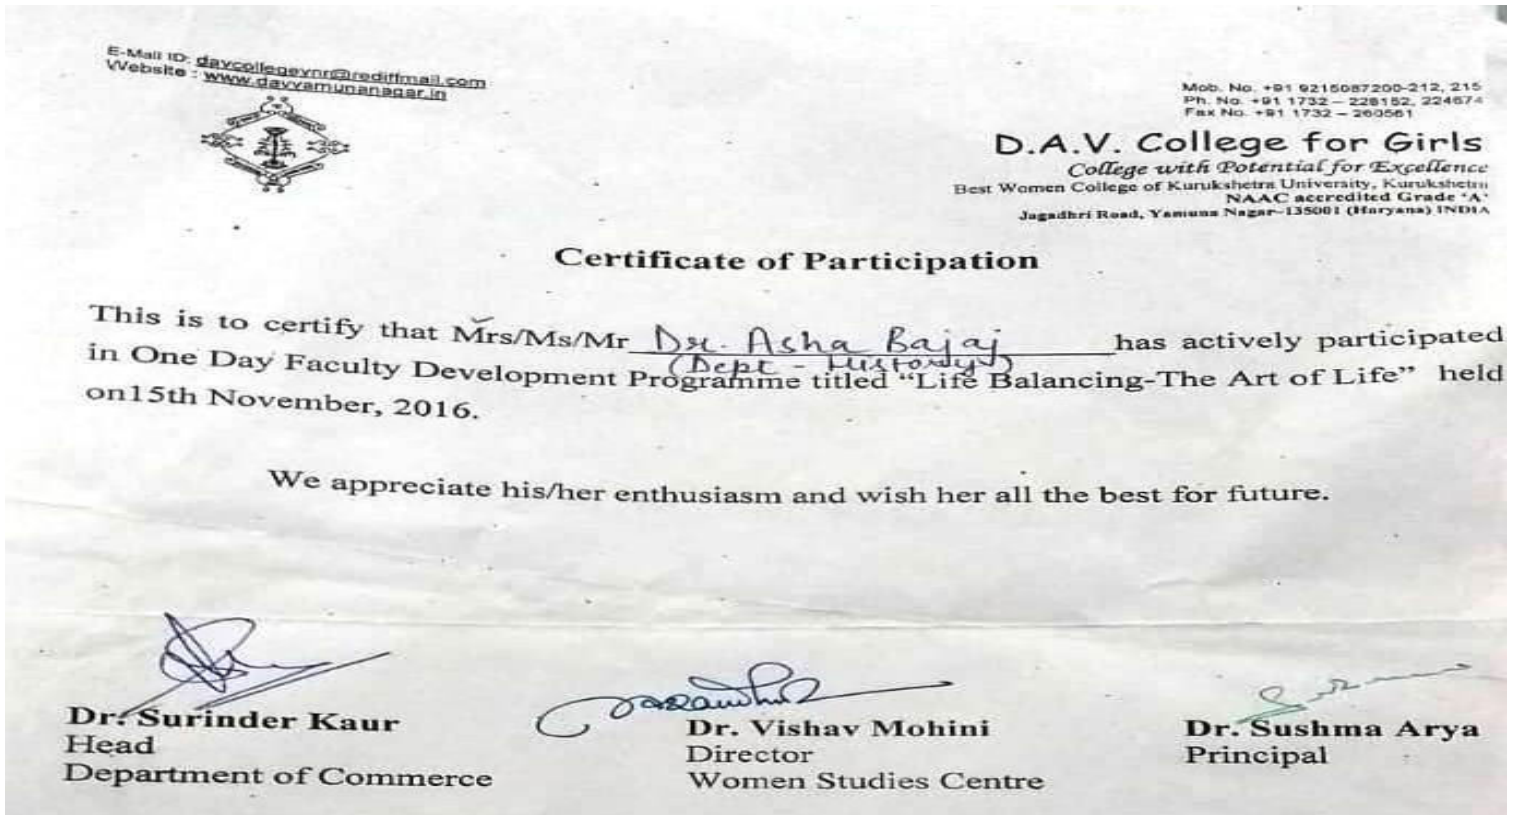 E-Mail ID: davcollegeynr@rediffmail.com
Website : www.davyamunanagar.in
Mob. No. +91 9215087200-212, 215
Ph. No. +91 1732 – 228152, 224674
Fax No. +91 1732 – 260561
D.A.V. College for Girls
College with Potential for Excellence
Best Women College of Kurukshetra University, Kurukshetra
NAAC accredited Grade 'A'
Jagadhri Road, Yamuna Nagar–135001 (Haryana) INDIA
Certificate of Participation
This is to certify that Mrs/Ms/Mr Dr. Asha Bajaj has actively participated
(Dept - History)
in One Day Faculty Development Programme titled “Life Balancing-The Art of Life” held
on15th November, 2016.
We appreciate his/her enthusiasm and wish her all the best for future.
Dr. Surinder Kaur
Head
Department of Commerce
Dr. Vishav Mohini
Director
Women Studies Centre
Dr. Sushma Arya
Principal